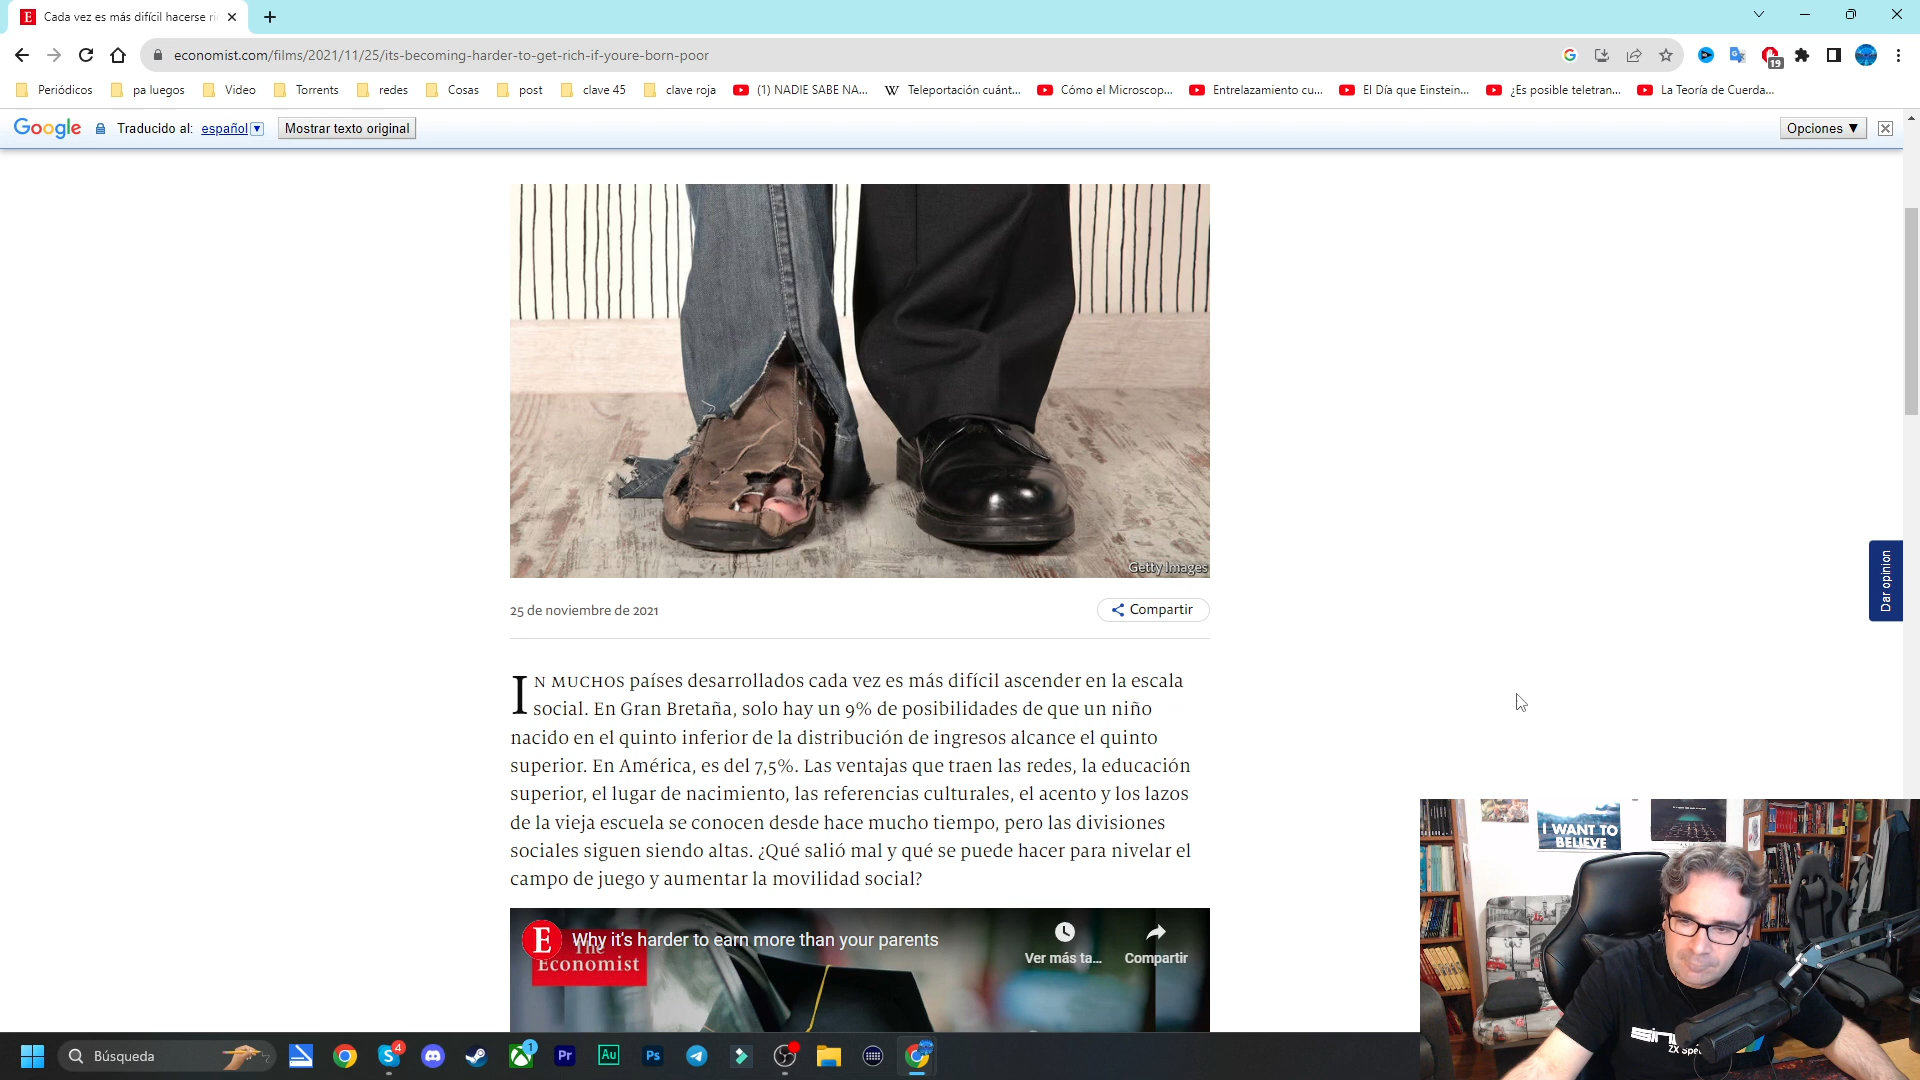 Cada vez es más difícil hacerse ri
economist.com/films/2021/11/25/its-becoming-harder-to-get-rich-if-youre-born-poor
19
Periódicos
pa luegos
Video
Torrents
redes
Cosas
post
clave 45
clave roja
(1) NADIE SABE NA...
W Teleportación cuánt...
Cómo el Microscop...
Entrelazamiento cu...
El Día que Einstein...
¿Es posible teletran...
La Teoría de Cuerda...
Google
Traducido al: español
Mostrar texto original
Opciones ▼
Getty Images
25 de noviembre de 2021
Compartir
Dar opinion
IN MUCHOS países desarrollados cada vez es más difícil ascender en la escala
social. En Gran Bretaña, solo hay un 9% de posibilidades de que un niño
nacido en el quinto inferior de la distribución de ingresos alcance el quinto
superior. En América, es del 7,5%. Las ventajas que traen las redes, la educación
superior, el lugar de nacimiento, las referencias culturales, el acento y los lazos
de la vieja escuela se conocen desde hace mucho tiempo, pero las divisiones
sociales siguen siendo altas. ¿Qué salió mal y qué se puede hacer para nivelar el
campo de juego y aumentar la movilidad social?
E
Why it's harder to earn more than your parents
The
Economist
Ver más ta...
Compartir
I WANT TO
BELIEVE
ZX Spe
Búsqueda
4
1
Pr
Au
Ps